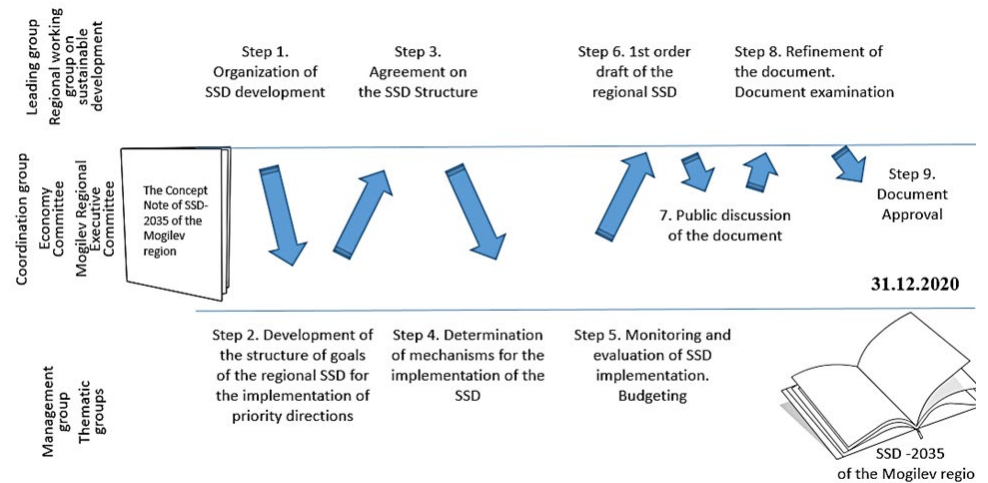 Leading group
Regional working
group on
sustainable
development
Step 1.
Organization of
SSD development
Step 3.
Agreement on
the SSD Structure
Step 6. 1st order
draft of the
regional SSD
Step 8. Refinement of
the document.
Document examination
Coordination group
Economy
Committee
Mogilev Regional
Executive
Committee
The Concept
Note of SSD-
2035 of the
Mogilev
region
7. Public discussion
of the document
Step 9.
Document
Approval
31.12.2020
Management
group
Thematic
groups
Step 2. Development of
the structure of goals
of the regional SSD for
the implementation of
priority directions
Step 4. Determination
of mechanisms for the
implementation of the
SSD
Step 5. Monitoring and
evaluation of SSD
implementation.
Budgeting
SSD -2035
of the Mogilev regio